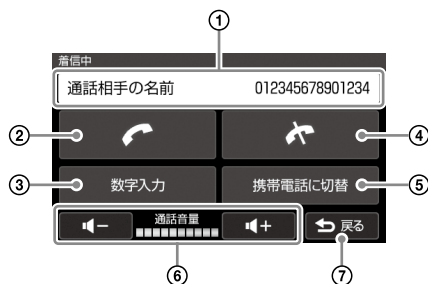 ①
着信中
通話相手の名前 012345678901234
② ④
③ 数字入力 携帯電話に切替 ⑤
− 通話音量 + 戻る
⑥ ⑦